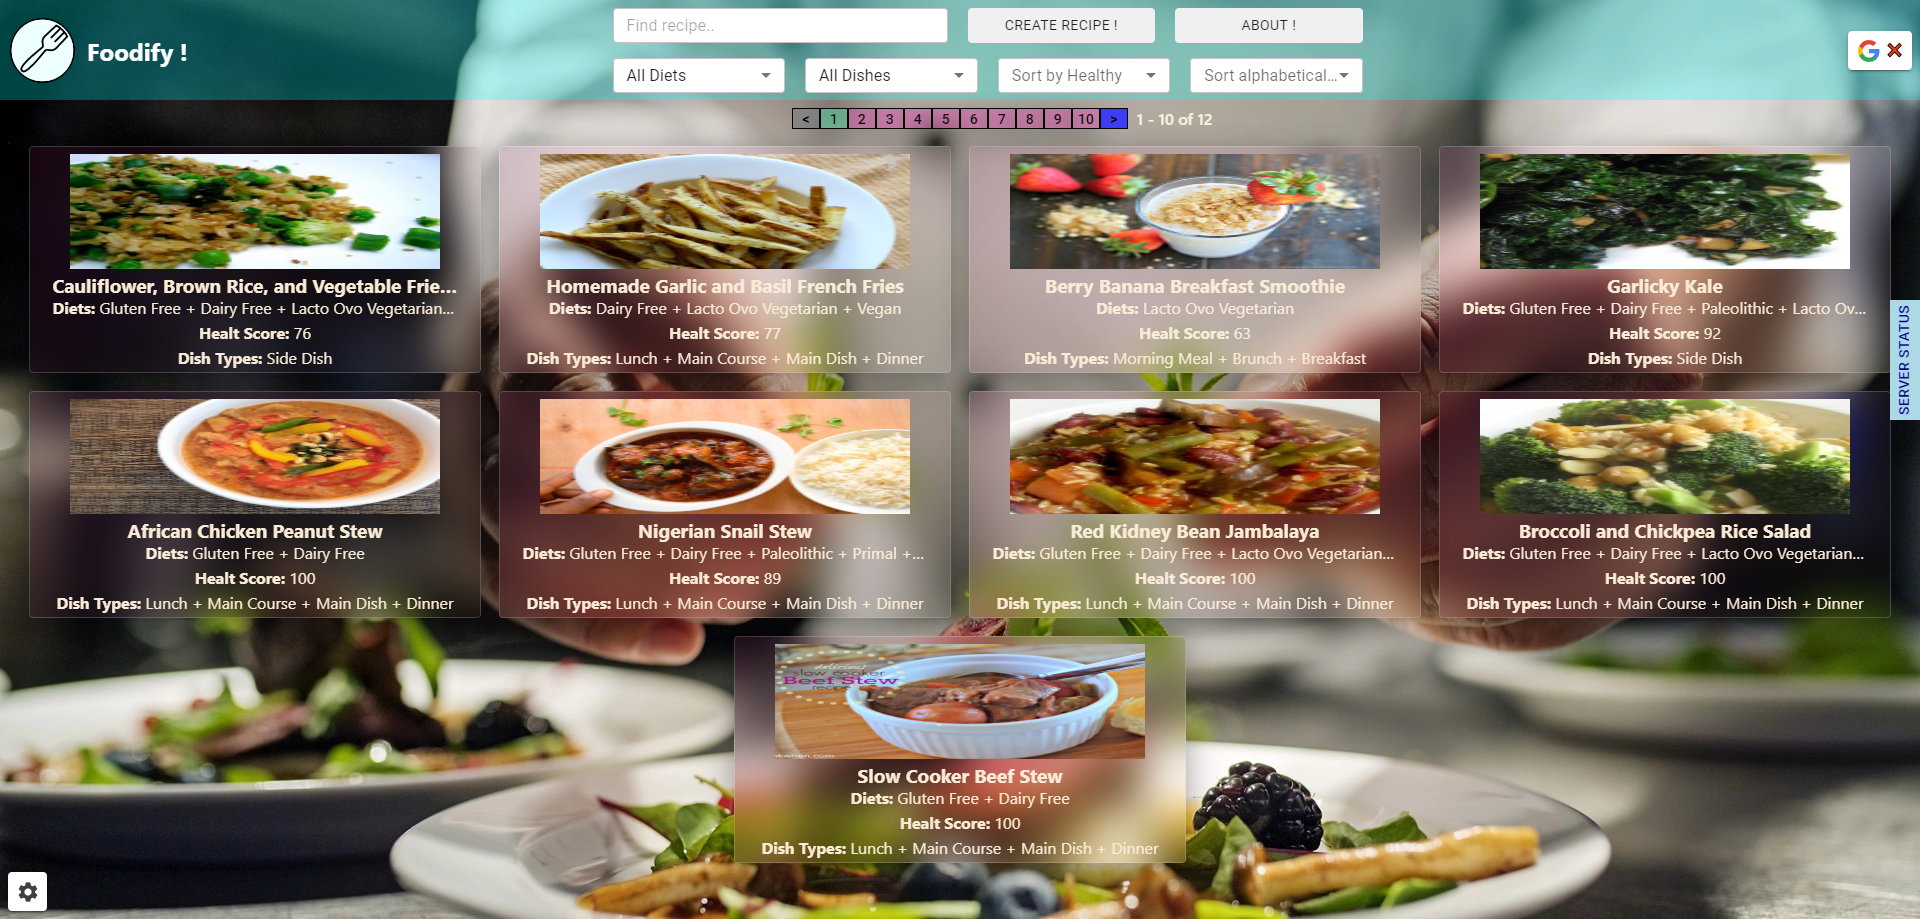 Foodify !
Find recipe..
CREATE RECIPE !
ABOUT !
All Diets
All Dishes
Sort by Healthy
Sort alphabetical...
< 1 2 3 4 5 6 7 8 9 10 > 1 - 10 of 12
Cauliflower, Brown Rice, and Vegetable Frie...
Diets: Gluten Free + Dairy Free + Lacto Ovo Vegetarian...
Healt Score: 76
Dish Types: Side Dish
Homemade Garlic and Basil French Fries
Diets: Dairy Free + Lacto Ovo Vegetarian + Vegan
Healt Score: 77
Dish Types: Lunch + Main Course + Main Dish + Dinner
Berry Banana Breakfast Smoothie
Diets: Lacto Ovo Vegetarian
Healt Score: 63
Dish Types: Morning Meal + Brunch + Breakfast
Garlicky Kale
Diets: Gluten Free + Dairy Free + Paleolithic + Lacto Ov...
Healt Score: 92
Dish Types: Side Dish
SERVER STATUS
African Chicken Peanut Stew
Diets: Gluten Free + Dairy Free
Healt Score: 100
Dish Types: Lunch + Main Course + Main Dish + Dinner
Nigerian Snail Stew
Diets: Gluten Free + Dairy Free + Paleolithic + Primal +...
Healt Score: 89
Dish Types: Lunch + Main Course + Main Dish + Dinner
Red Kidney Bean Jambalaya
Diets: Gluten Free + Dairy Free + Lacto Ovo Vegetarian...
Healt Score: 100
Dish Types: Lunch + Main Course + Main Dish + Dinner
Broccoli and Chickpea Rice Salad
Diets: Gluten Free + Dairy Free + Lacto Ovo Vegetarian...
Healt Score: 100
Dish Types: Lunch + Main Course + Main Dish + Dinner
delicious
slow cooker
Beef Stew
recipe
Slow Cooker Beef Stew
Diets: Gluten Free + Dairy Free
Healt Score: 100
Dish Types: Lunch + Main Course + Main Dish + Dinner